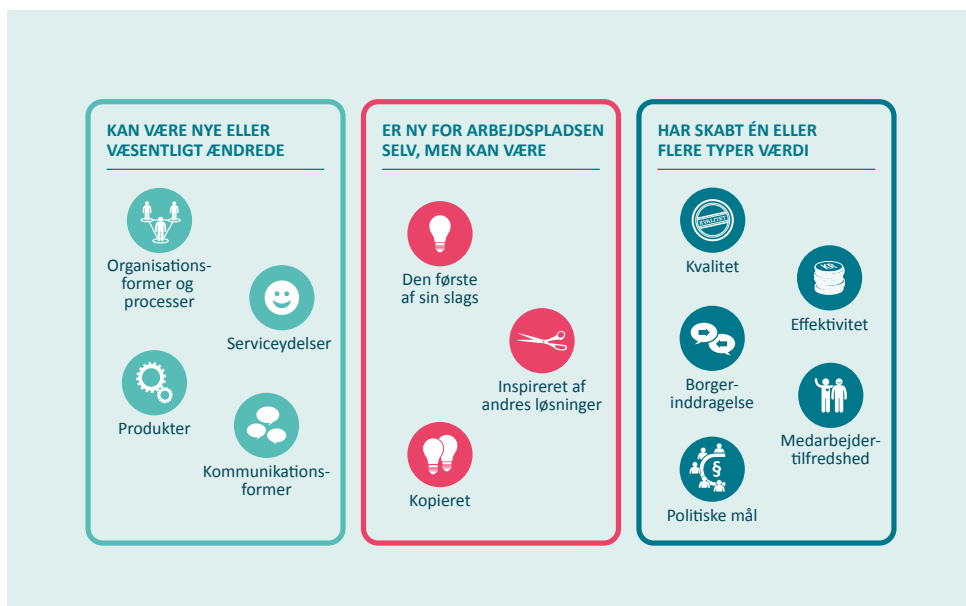 KAN VÆRE NYE ELLER
VÆSENTLIGT ÆNDREDE
Organisations-
former og
processer
Serviceydelser
Produkter
Kommunikations-
former
ER NY FOR ARBEJDSPLADSEN
SELV, MEN KAN VÆRE
Den første
af sin slags
Inspireret af
andres løsninger
Kopieret
HAR SKABT ÉN ELLER
FLERE TYPER VÆRDI
KVALITET
Kvalitet
KR.
Effektivitet
Borger-
inddragelse
Medarbejder-
tilfredshed
§
Politiske mål